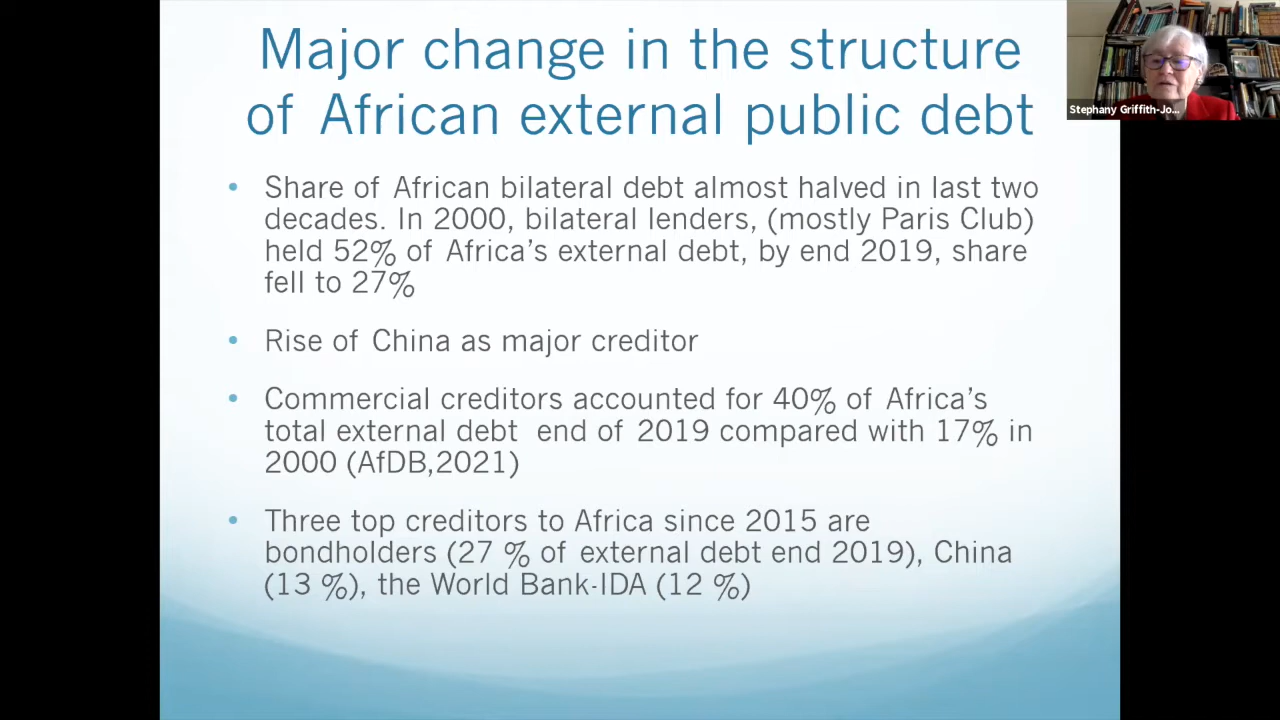 Major change in the structure
of African external public debt
• Share of African bilateral debt almost halved in last two
decades. In 2000, bilateral lenders, (mostly Paris Club)
held 52% of Africa’s external debt, by end 2019, share
fell to 27%
• Rise of China as major creditor
• Commercial creditors accounted for 40% of Africa’s
total external debt end of 2019 compared with 17% in
2000 (AfDB,2021)
• Three top creditors to Africa since 2015 are
bondholders (27 % of external debt end 2019), China
(13 %), the World Bank-IDA (12 %)
Stephany Griffith-Jo...